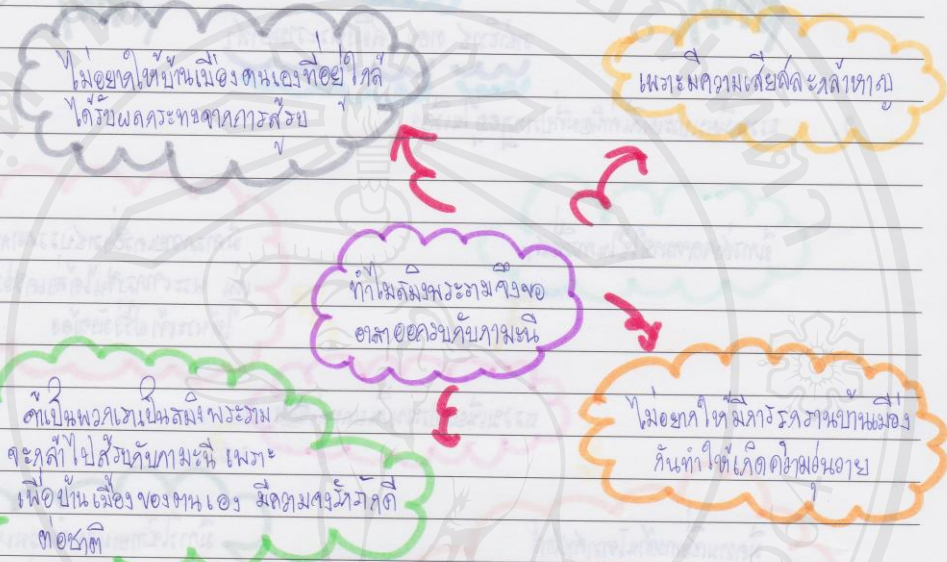 ไม่อยากให้บ้านเมืองตนเองที่อยู่ใกล้
ได้รับผลกระทบจากการสู้รบ
เพราะมีความเสียสละกล้าหาญ
ทำไมสมิงพระรามจึงขอ
อาสาออกรบกับกามะนี
ถ้าเป็นพวกเราเป็นสมิงพระราม
จะกล้าไปสู้รบกับกามะนี เพราะ
เพื่อบ้านเมืองของตนเอง มีความจงรักภักดี
ต่อชาติ
ไม่อยากให้มีการรุกรานบ้านเมือง
กันทำให้เกิดความวุ่นวาย